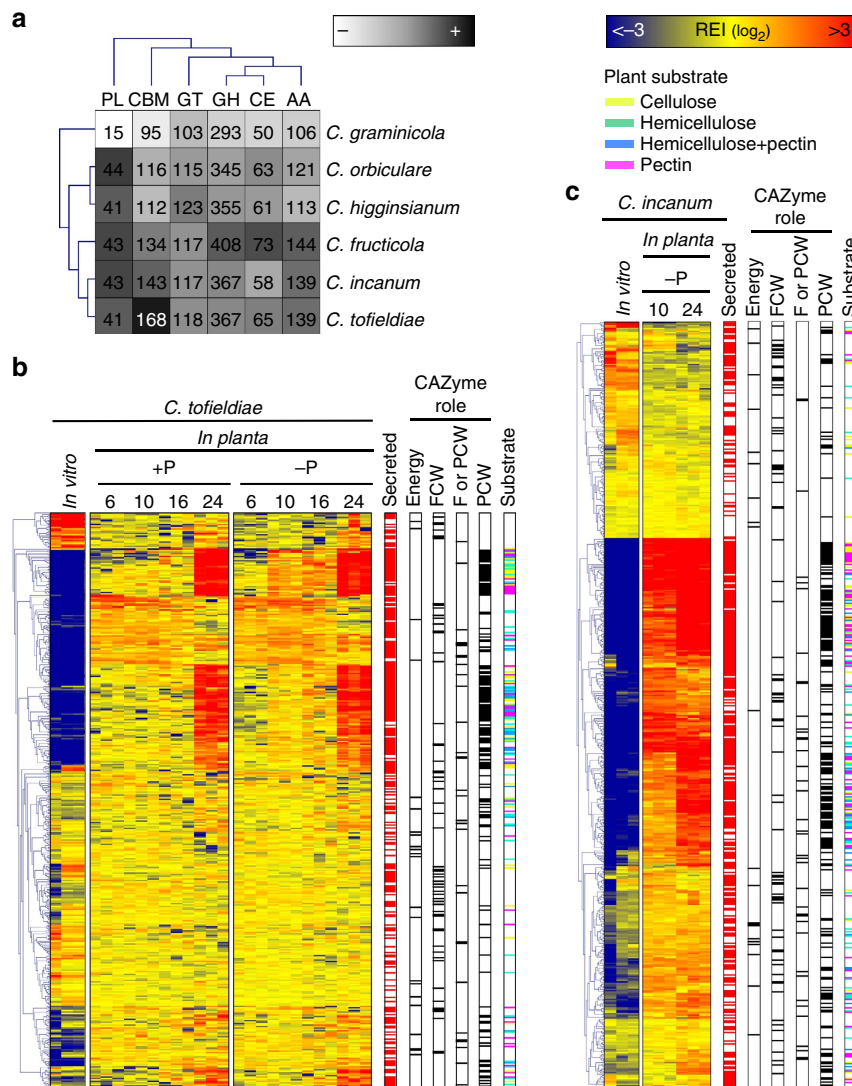 a
− +
PL CBM GT GH CE AA
15 95 103 293 50 106 C. graminicola
44 116 115 345 63 121 C. orbiculare
41 112 123 355 61 113 C. higginsianum
43 134 117 408 73 144 C. fructicola
43 143 117 367 58 139 C. incanum
41 168 118 367 65 139 C. tofieldiae
<−3 REI (log2) >3
Plant substrate
Cellulose
Hemicellulose
Hemicellulose+pectin
Pectin
b
C. tofieldiae
CAZyme
role
In planta
+P −P
In vitro
6 10 16 24 6 10 16 24
Secreted
Energy
FCW
F or PCW
PCW
Substrate
c
C. incanum
CAZyme
role
In planta
−P
In vitro
10 24
Secreted
Energy
FCW
F or PCW
PCW
Substrate